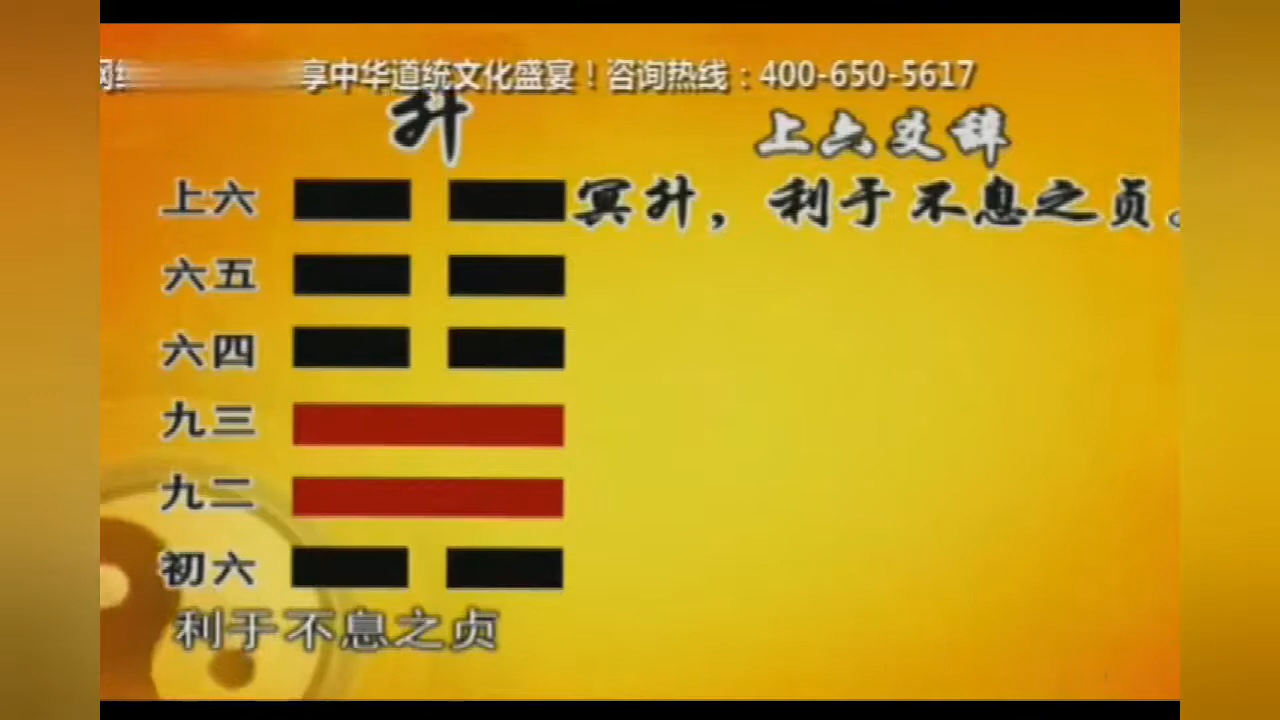 享中华道统文化盛宴！咨询热线：400-650-5617
升
上六爻辞
上六
冥升，利于不息之贞。
六五
六四
九三
九二
初六
利于不息之贞